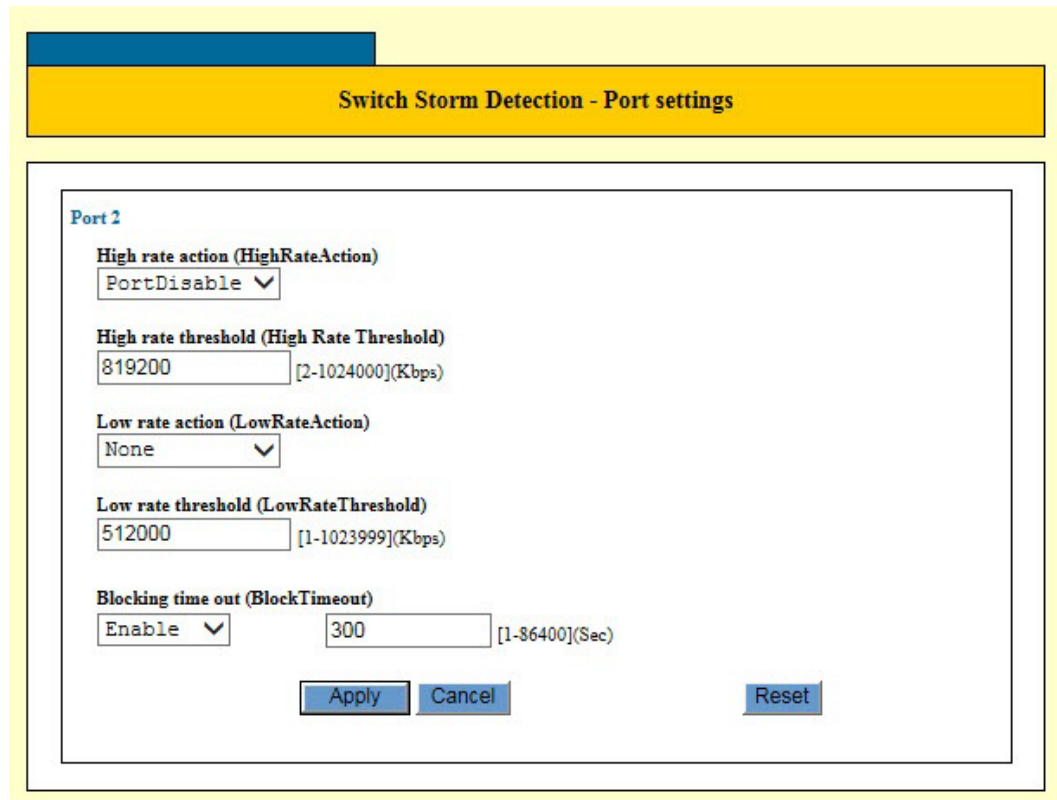 Switch Storm Detection - Port settings
Port 2
High rate action (HighRateAction)
PortDisable
High rate threshold (High Rate Threshold)
819200 [2-1024000](Kbps)
Low rate action (LowRateAction)
None
Low rate threshold (LowRateThreshold)
512000 [1-1023999](Kbps)
Blocking time out (BlockTimeout)
Enable 300 [1-86400](Sec)
Apply Cancel Reset